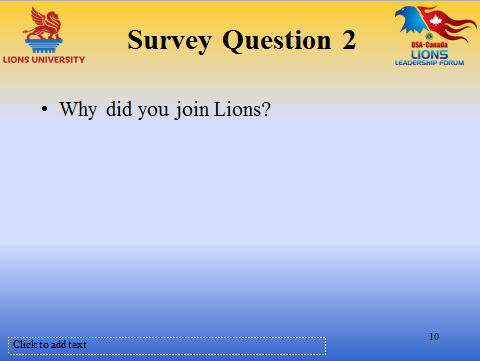 Survey Question 2
LIONS UNIVERSITY
USA-Canada
LIONS
LEADERSHIP FORUM
• Why did you join Lions?
Click to add text
10